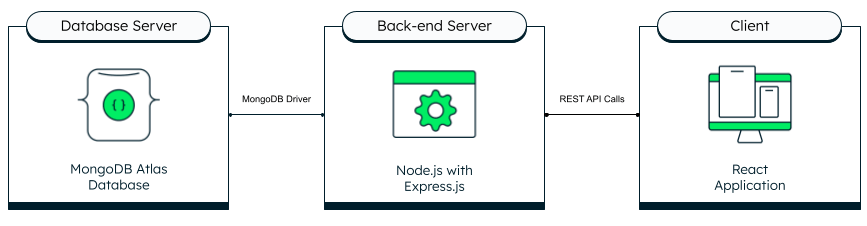 Database Server
Back-end Server
Client
{ }
MongoDB Driver
REST API Calls
MongoDB Atlas
Database
Node.js with
Express.js
React
Application